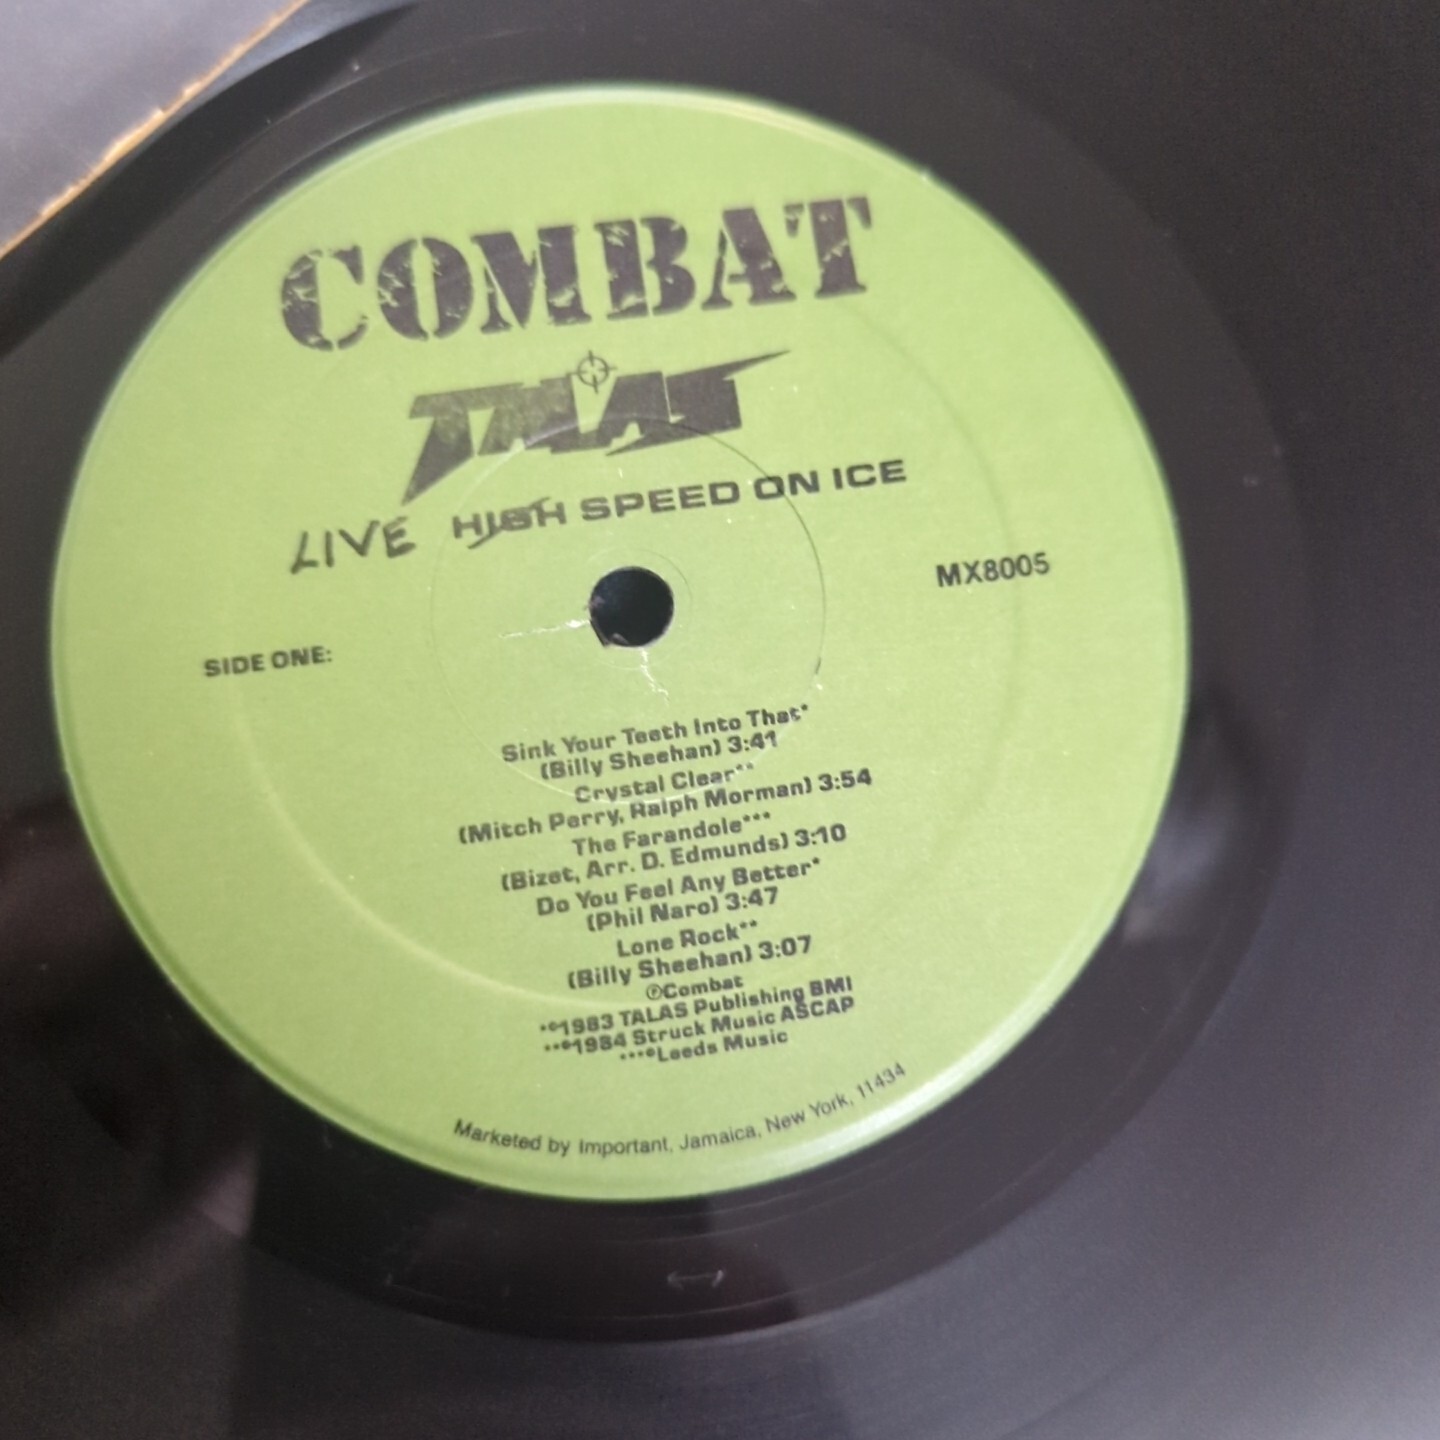 COMBAT
TALAS
LIVE HIGH SPEED ON ICE
MX8005
SIDE ONE:
Sink Your Teeth Into That*
(Billy Sheehan) 3:41
Crystal Clear**
(Mitch Perry, Ralph Morman) 3:54
The Farandole***
(Bizet, Arr. D. Edmunds) 3:10
Do You Feel Any Better*
(Phil Naro) 3:47
Lone Rock**
(Billy Sheehan) 3:07
℗Combat
*©1983 TALAS Publishing BMI
**©1984 Struck Music ASCAP
***©Leeds Music
Marketed by Important, Jamaica, New York, 11434